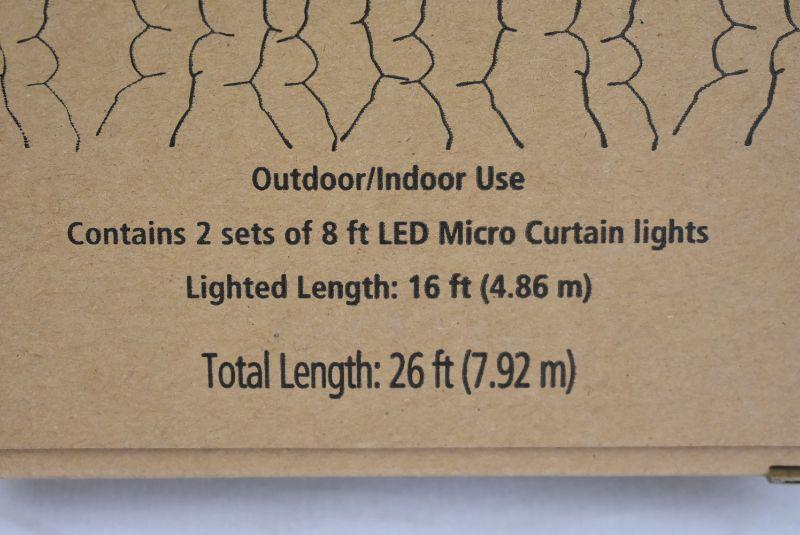 Outdoor/Indoor Use
Contains 2 sets of 8 ft LED Micro Curtain lights
Lighted Length: 16 ft (4.86 m)
Total Length: 26 ft (7.92 m)